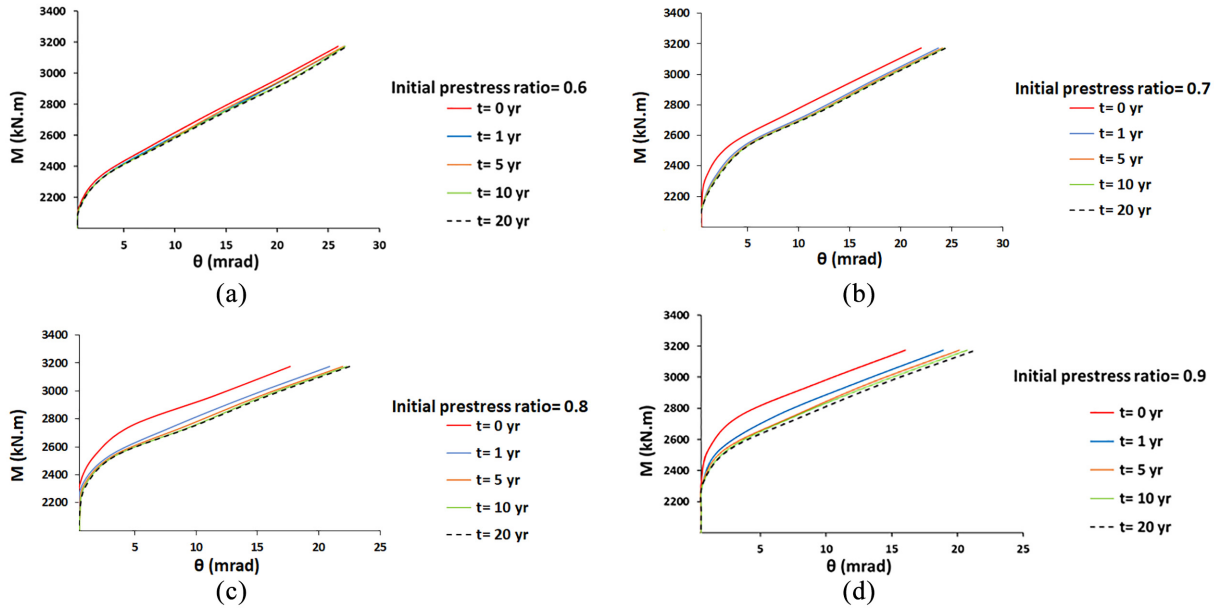 3400
3200
3000
2800
2600
2400
2200
M (kN.m)
5 10 15 20 25 30
θ (mrad)
Initial prestress ratio= 0.6
t= 0 yr
t= 1 yr
t= 5 yr
t= 10 yr
t= 20 yr
(a)
3400
3200
3000
2800
2600
2400
2200
M (kN.m)
5 10 15 20 25 30
θ (mrad)
Initial prestress ratio= 0.7
t= 0 yr
t= 1 yr
t= 5 yr
t= 10 yr
t= 20 yr
(b)
3400
3200
3000
2800
2600
2400
2200
M (kN.m)
5 10 15 20 25
θ (mrad)
Initial prestress ratio= 0.8
t= 0 yr
t= 1 yr
t= 5 yr
t= 10 yr
t= 20 yr
(c)
3400
3200
3000
2800
2600
2400
2200
M (kN.m)
5 10 15 20 25
θ (mrad)
Initial prestress ratio= 0.9
t= 0 yr
t= 1 yr
t= 5 yr
t= 10 yr
t= 20 yr
(d)